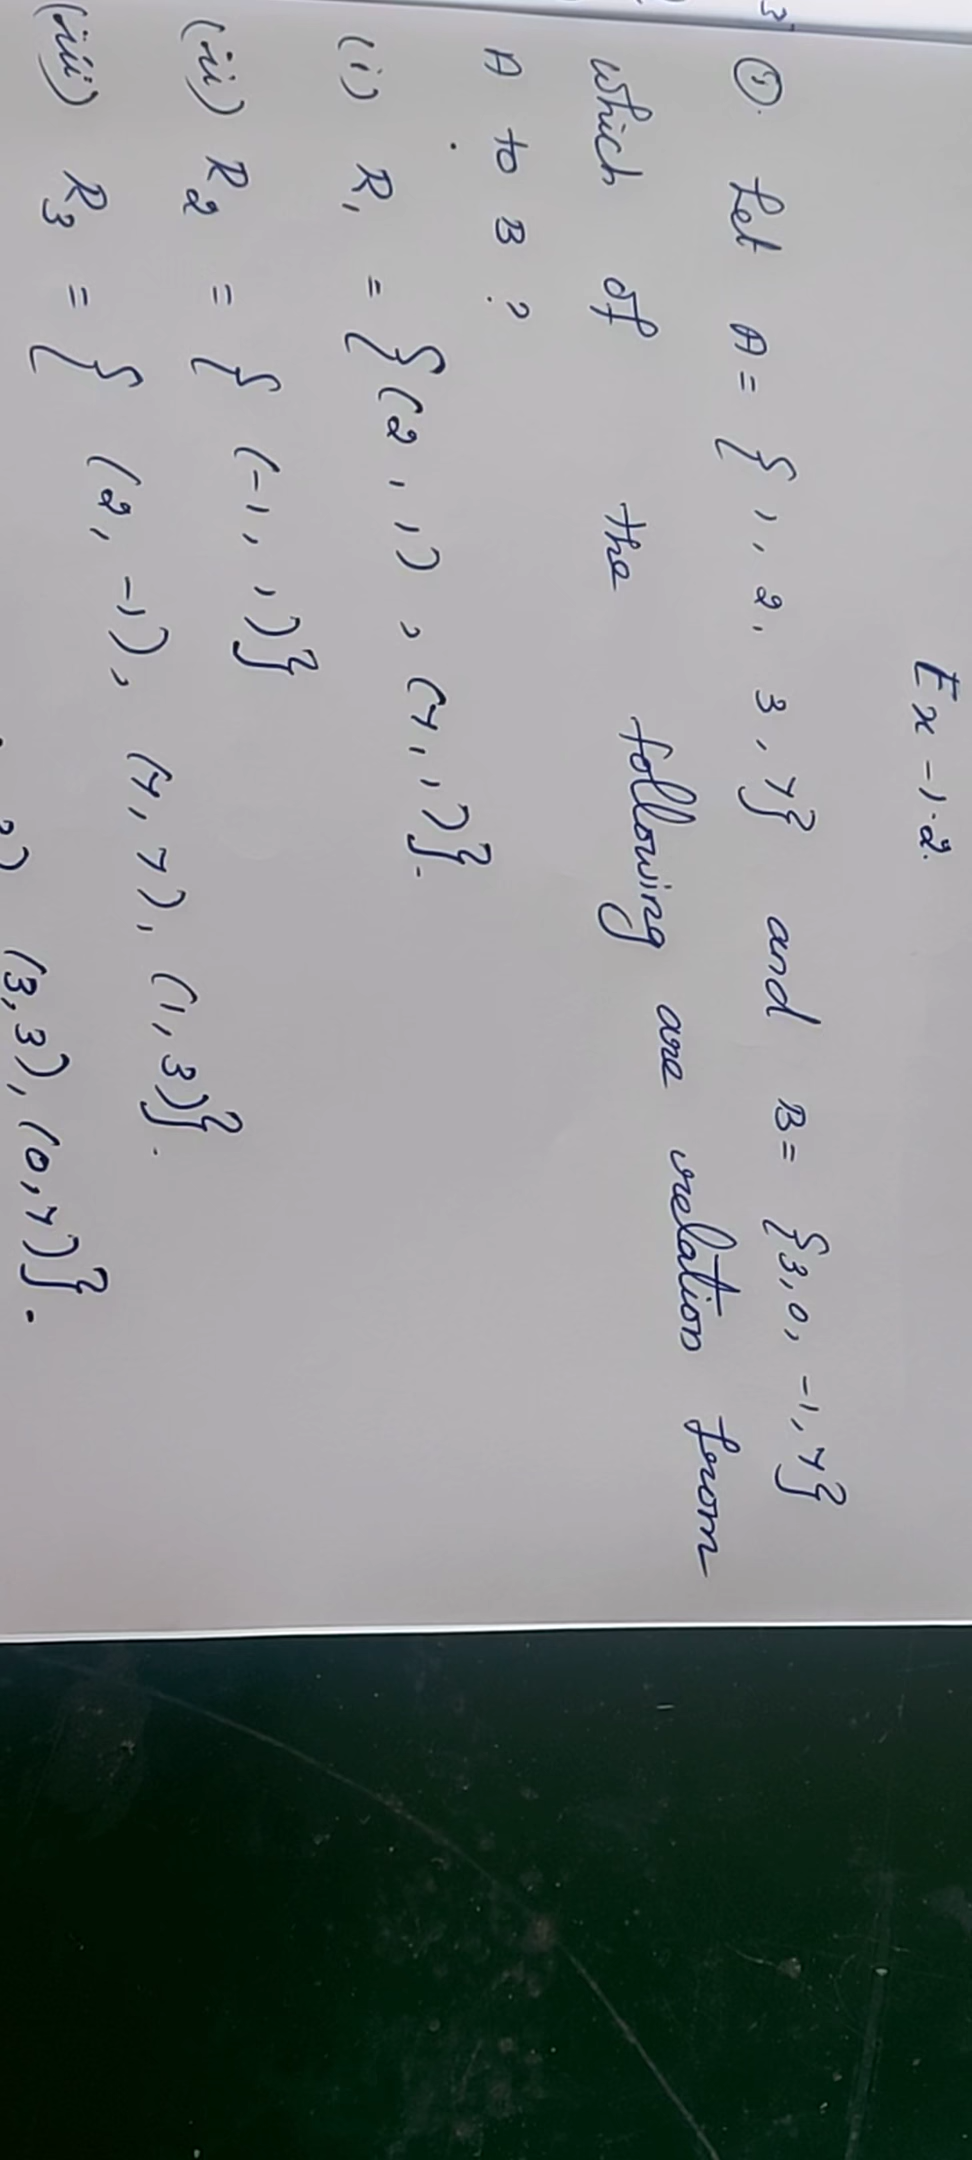 Ex -1.2.
① Let A = { 1, 2, 3, 7} and B = {3, 0, -1, 7}
which of the following are relation from
A to B ?
(i) R1 = {(2, 1), (7, 1)}.
(ii) R2 = { (-1, 1)}
(iii) R3 = { (2, -1), (7, 7), (1, 3)}.
(3,3), (0,7)}.